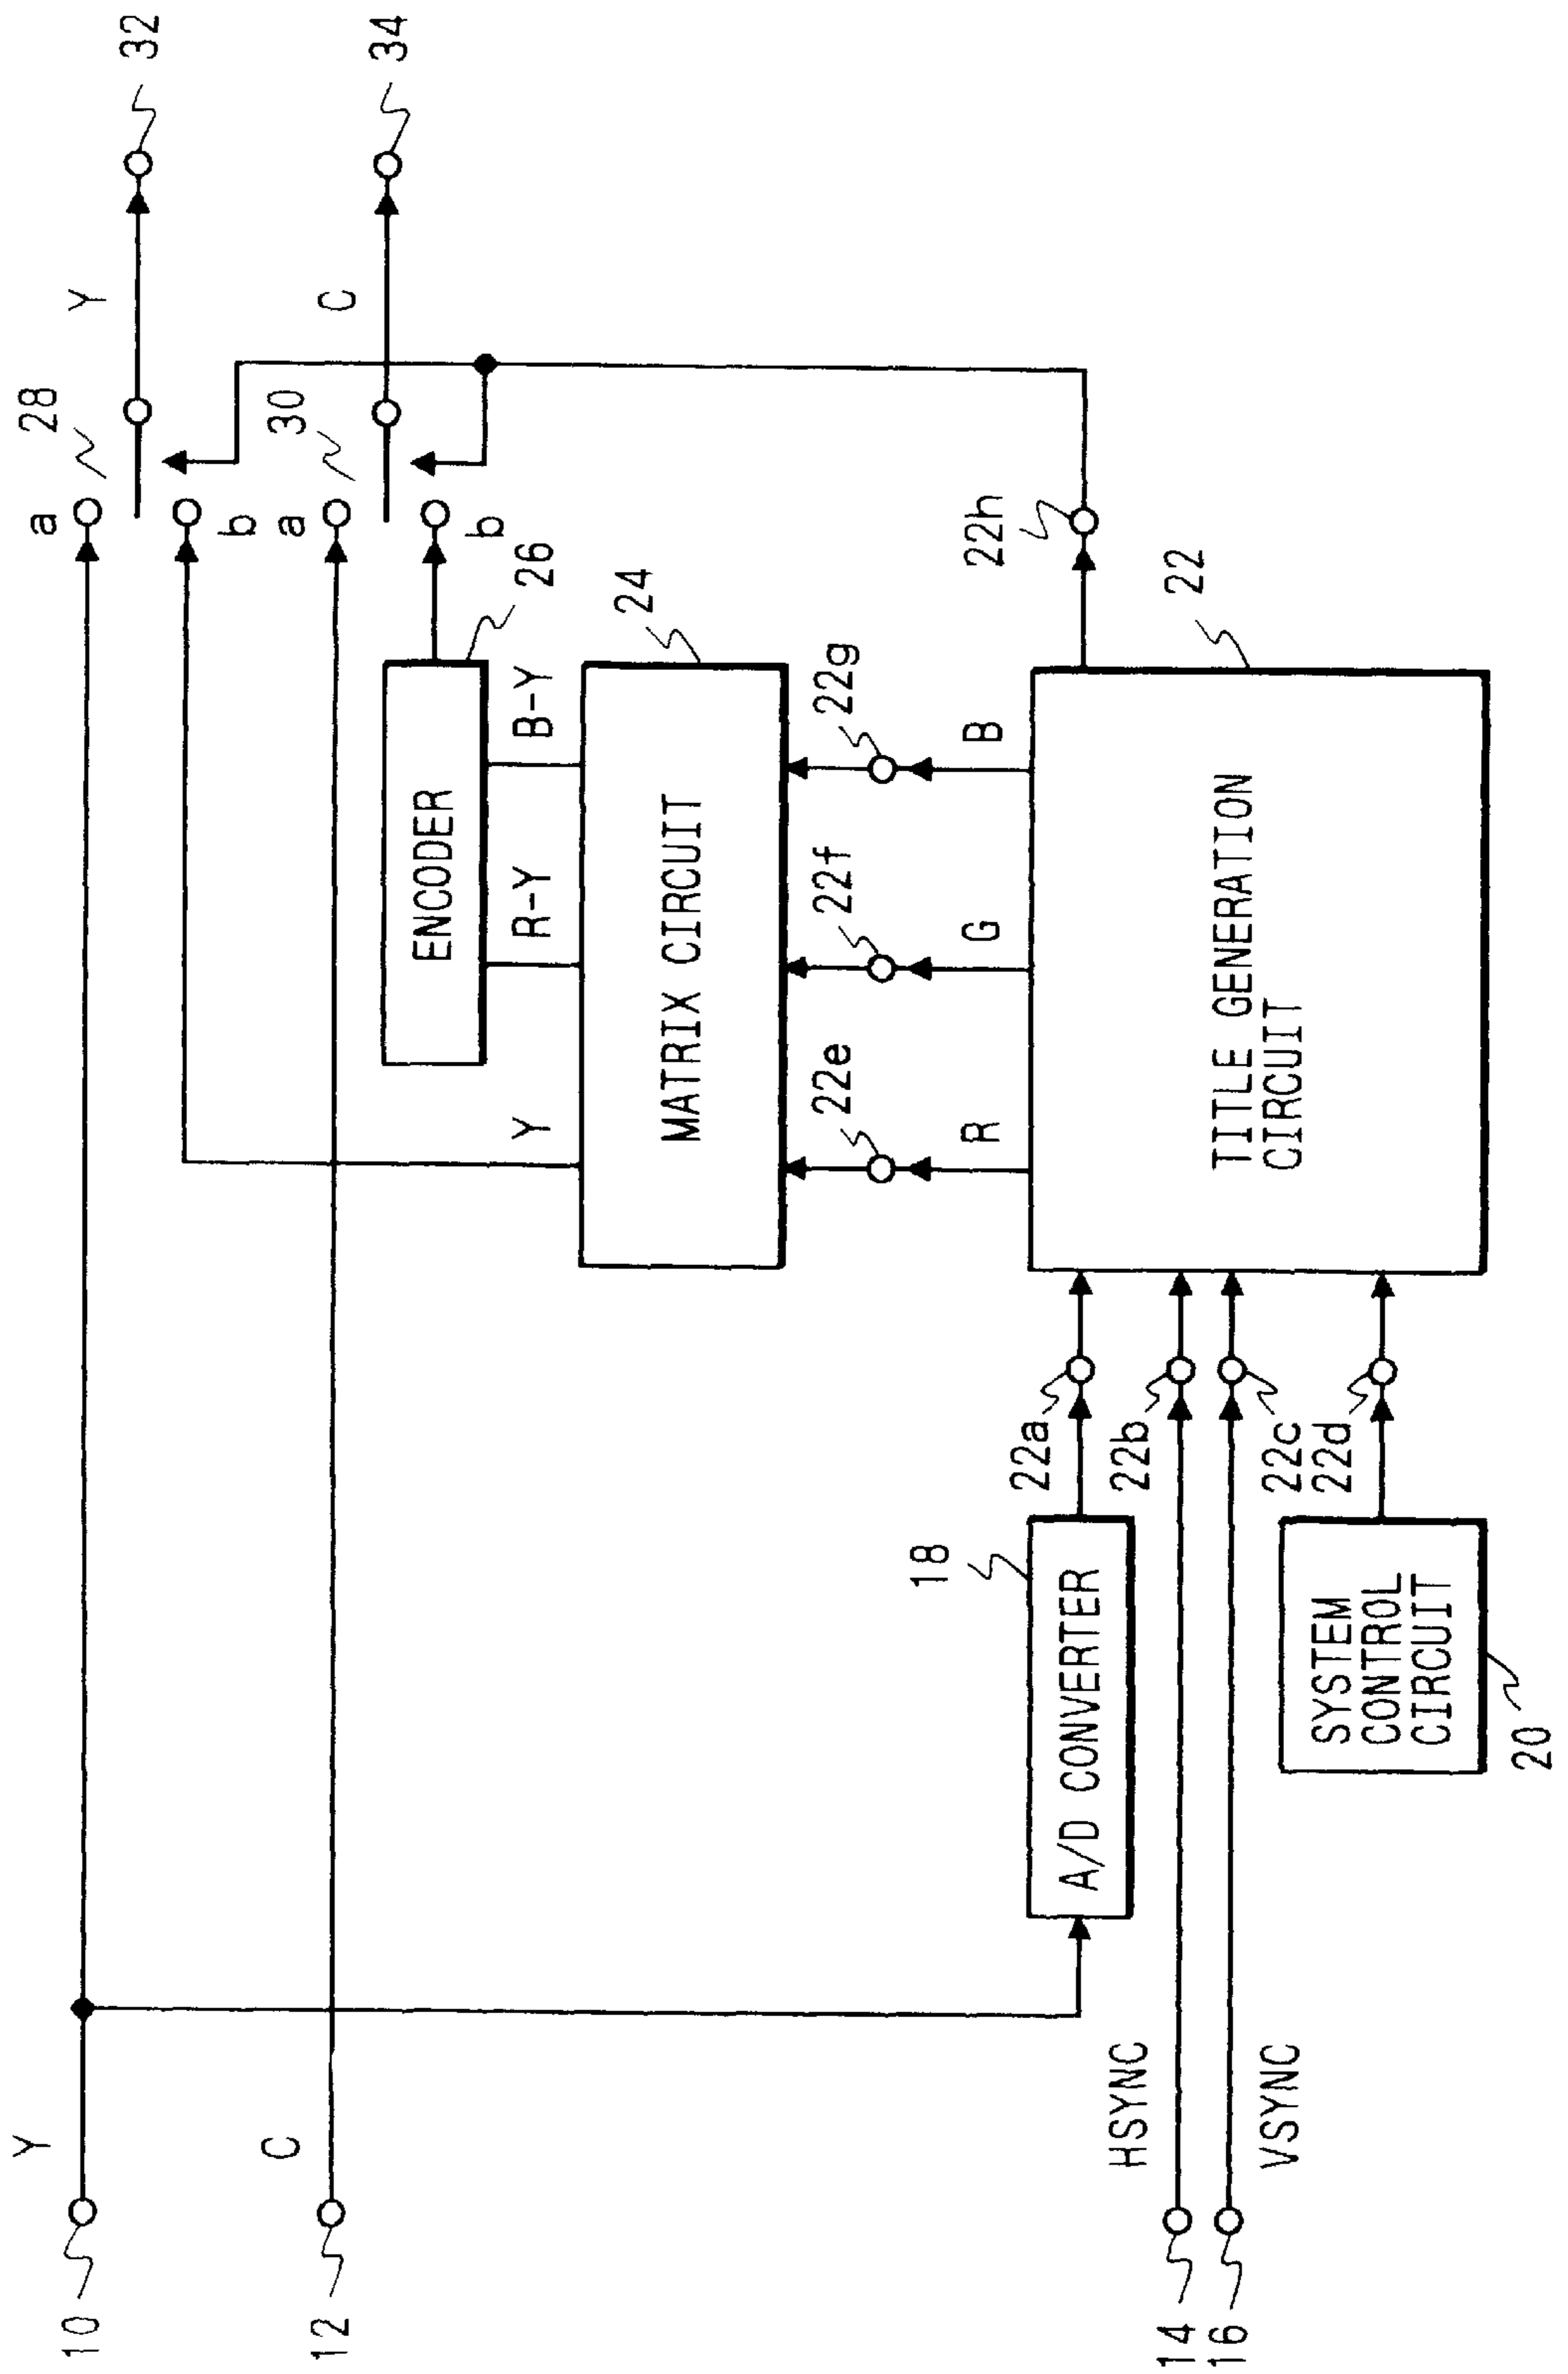 Y
a
28
Y
32
10
b
C
a
30
C
34
12
b
ENCODER
26
Y
R-Y
B-Y
24
MATRIX CIRCUIT
22e
22f
22g
R
G
B
22h
18
22a
A/D CONVERTER
HSYNC
22b
14
16
VSYNC
22c
22d
TITLE GENERATION
CIRCUIT
22
SYSTEM
CONTROL
CIRCUIT
20